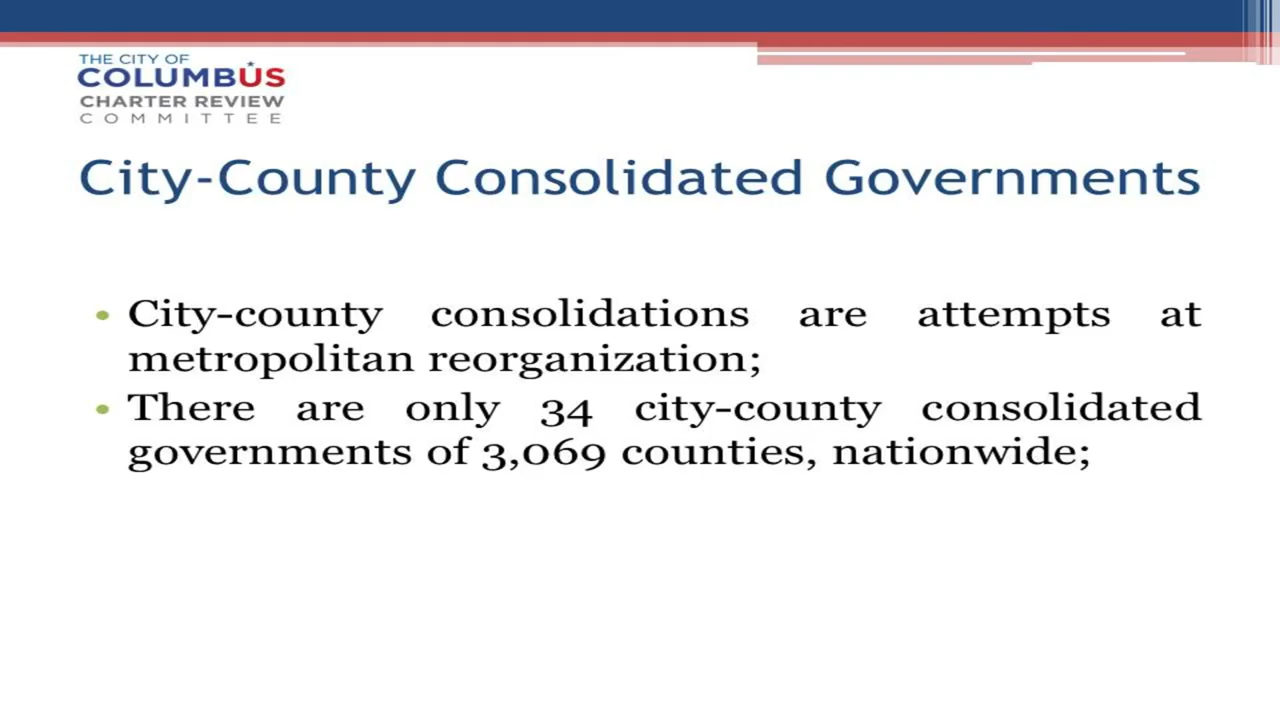 THE CITY OF
COLUMBUS
CHARTER REVIEW
COMMITTEE
City-County Consolidated Governments
• City-county consolidations are attempts at
metropolitan reorganization;
• There are only 34 city-county consolidated
governments of 3,069 counties, nationwide;